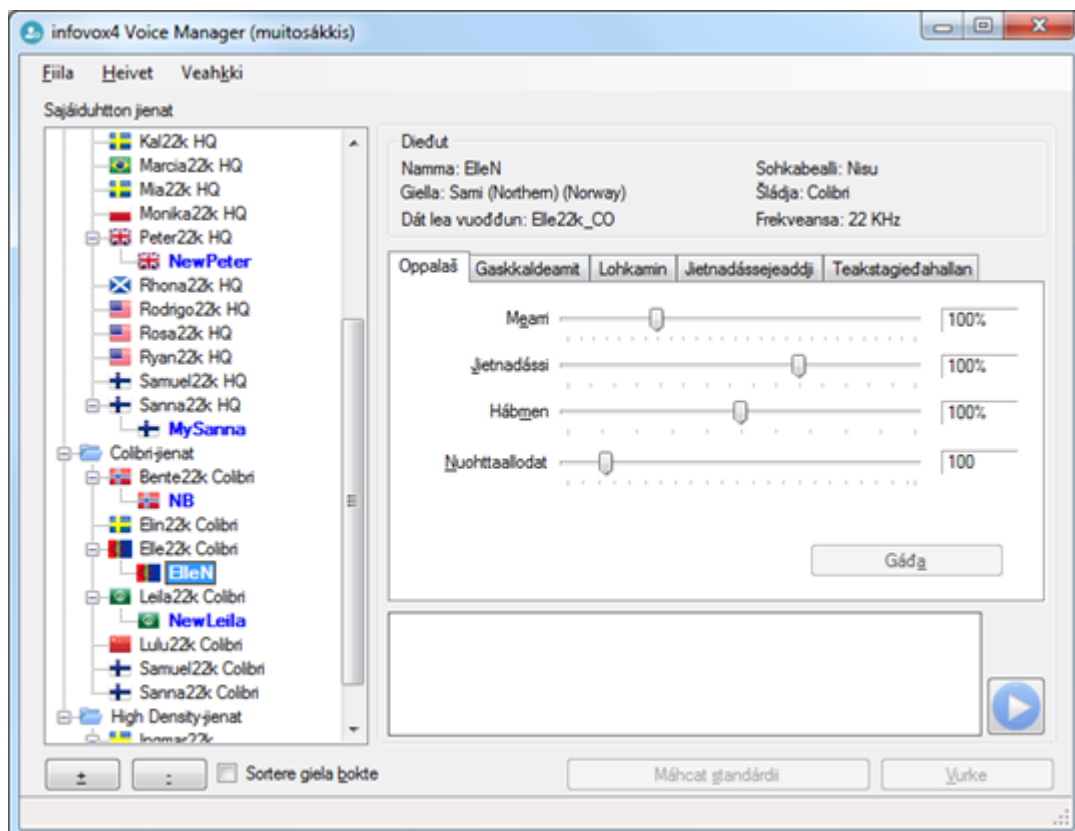 infovox4 Voice Manager (muitosákkis)
Fiila Heivet Veahkki
Sajáiduhtton jienat
Kal22k HQ
Marcia22k HQ
Mia22k HQ
Monika22k HQ
Peter22k HQ
NewPeter
Rhona22k HQ
Rodrigo22k HQ
Rosa22k HQ
Ryan22k HQ
Samuel22k HQ
Sanna22k HQ
MySanna
Colibri-jienat
Bente22k Colibri
NB
Elin22k Colibri
Elle22k Colibri
ElleN
Leila22k Colibri
NewLeila
Lulu22k Colibri
Samuel22k Colibri
Sanna22k Colibri
High Density-jienat
Ingmar22k
Dieđut
Namma: ElleN
Sohkabealli: Nisu
Giella: Sami (Northern) (Norway)
Šládja: Colibri
Dát lea vuođđun: Elle22k_CO
Frekveansa: 22 KHz
Oppalaš Gaskkaldeamit Lohkamin Jietnadássejeaddji Teakstagieđahallan
Mearri 100%
Jietnadássi 100%
Hábmen 100%
Nuohttaallodat 100
Gáđa
± - Sortere giela bokte
Máhcat standárdii
Vurke